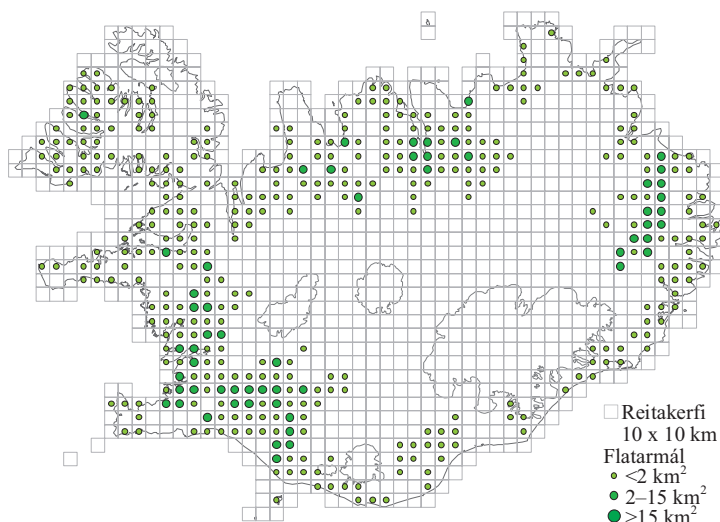 Reitakerfi
10 x 10 km
Flatarmál
<2 km²
2–15 km²
>15 km²